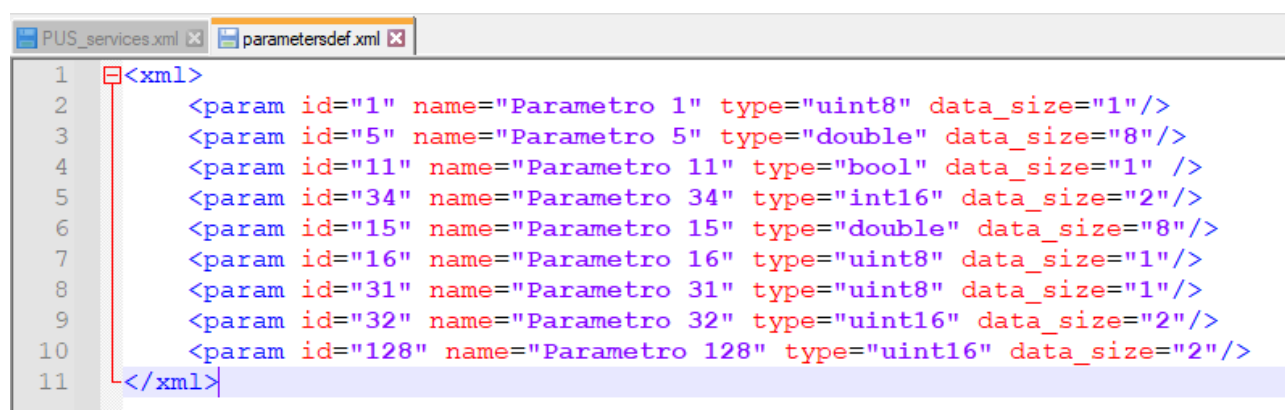 PUS_services.xml parametersdef.xml
1 <xml>
2 <param id="1" name="Parametro 1" type="uint8" data_size="1"/>
3 <param id="5" name="Parametro 5" type="double" data_size="8"/>
4 <param id="11" name="Parametro 11" type="bool" data_size="1" />
5 <param id="34" name="Parametro 34" type="int16" data_size="2"/>
6 <param id="15" name="Parametro 15" type="double" data_size="8"/>
7 <param id="16" name="Parametro 16" type="uint8" data_size="1"/>
8 <param id="31" name="Parametro 31" type="uint8" data_size="1"/>
9 <param id="32" name="Parametro 32" type="uint16" data_size="2"/>
10 <param id="128" name="Parametro 128" type="uint16" data_size="2"/>
11 </xml>